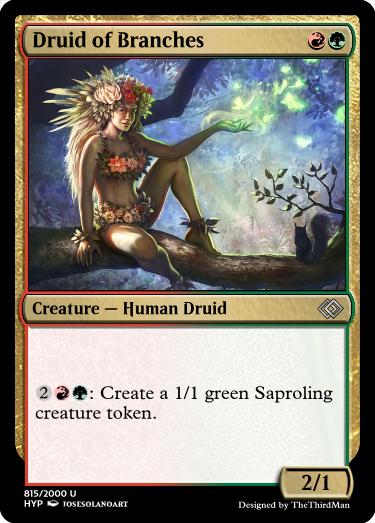 Druid of Branches
Creature — Human Druid
2: Create a 1/1 green Saproling
creature token.
2/1
815/2000 U
HYP JOSESOLANOART
Designed by TheThirdMan